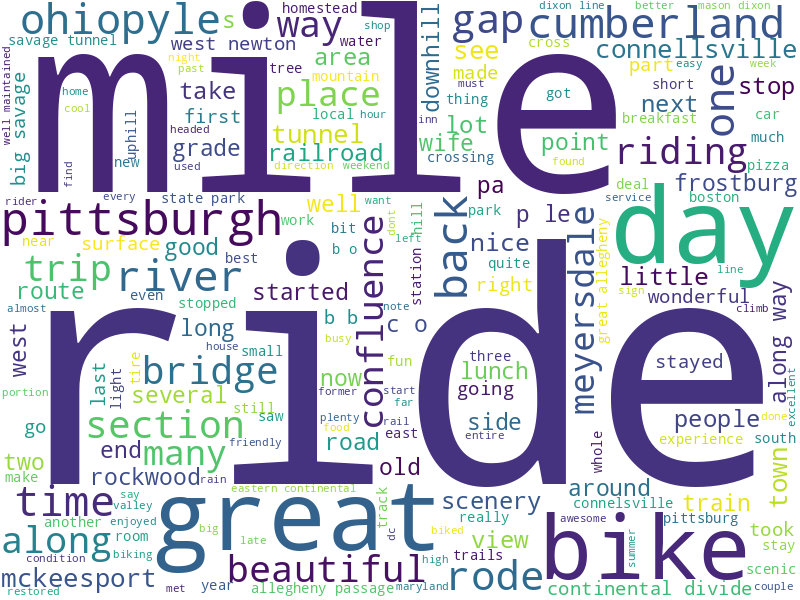 ohiopyle s way homestead shop gap cumberland dixon line better mason dixon
savage tunnel west newton water downhill see cross connellsville
night past tree area made part easy week
well maintained big savage home cool uphill take mountain place thing got short next stop one
first local hour lot wife must breakfast car much
mile
headed tunnel inn point riding
new grade railroad crossing pizza
find used direction weekend pa found deal frostburg
rider every state park well want hill park p le service boston day
pittsburgh work dont back nice meyersdale great allegheny
near surface good bit b o left quite line
trip river best confluence station right sign little
route even started note wonderful climb
almost stopped b b c o along way
west long house small busy fun three stayed
ride
last light tire bridge now former start lunch excellent
portion several still saw plenty far going whole people done
go section food rail side experience
end many friendly road east entire south
two rockwood rain old around town
make eastern continental track scenery connelsville train
time say valley great dc really pittsburg took
another enjoyed room biked view awesome
along biking big late high trails bike summer stay
mckeesport condition beautiful rode scenic
restored met year allegheny passage maryland continental divide couple